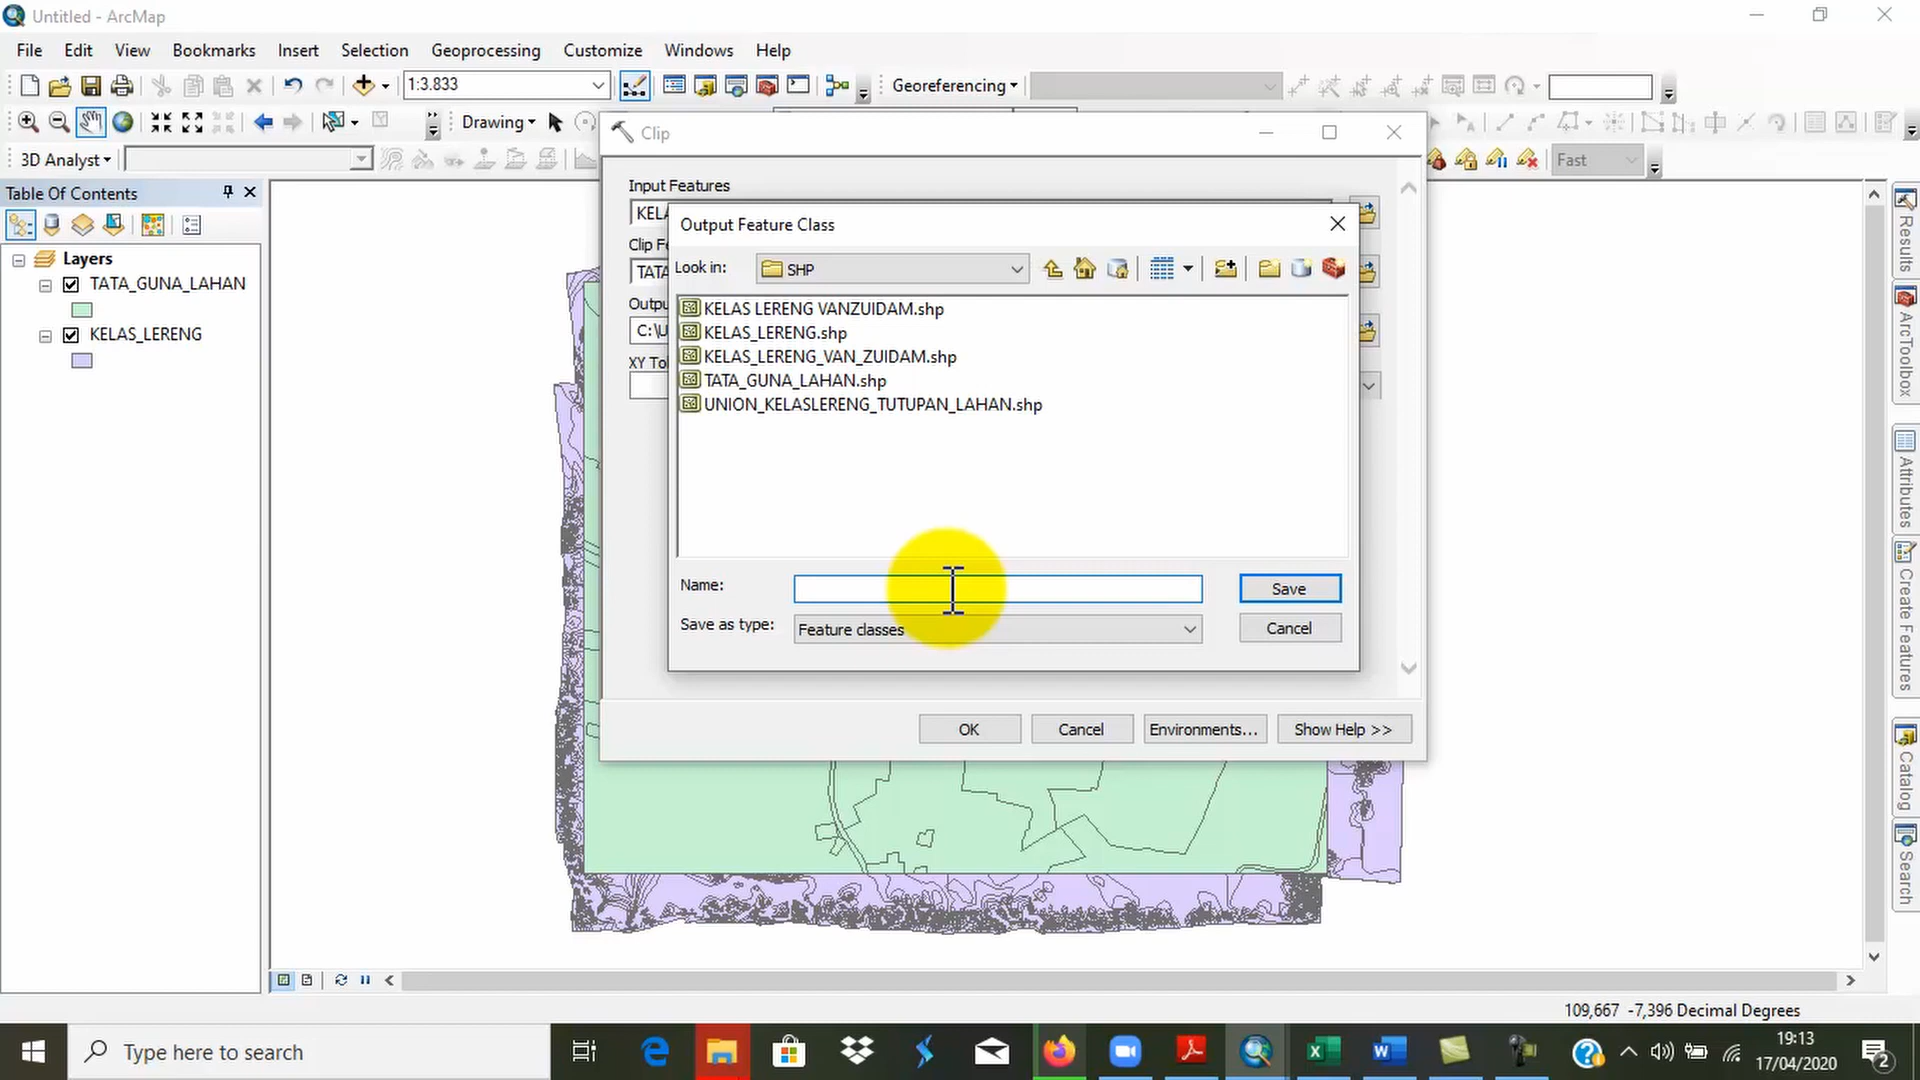 Untitled - ArcMap
File Edit View Bookmarks Insert Selection Geoprocessing Customize Windows Help
1:3.833
Georeferencing
Drawing
3D Analyst
Fast
Table Of Contents
Layers
TATA_GUNA_LAHAN
KELAS_LERENG
Clip
Input Features
KELA
Clip Fe
TATA
Outpu
C:\U
XY Tol
Output Feature Class
Look in: SHP
KELAS LERENG VANZUIDAM.shp
KELAS_LERENG.shp
KELAS_LERENG_VAN_ZUIDAM.shp
TATA_GUNA_LAHAN.shp
UNION_KELASLERENG_TUTUPAN_LAHAN.shp
Name:
Save
Save as type: Feature classes
Cancel
OK Cancel Environments... Show Help >>
Results
ArcToolbox
Attributes
Create Features
Catalog
Search
109,667 -7,396 Decimal Degrees
Type here to search
19:13
17/04/2020
2